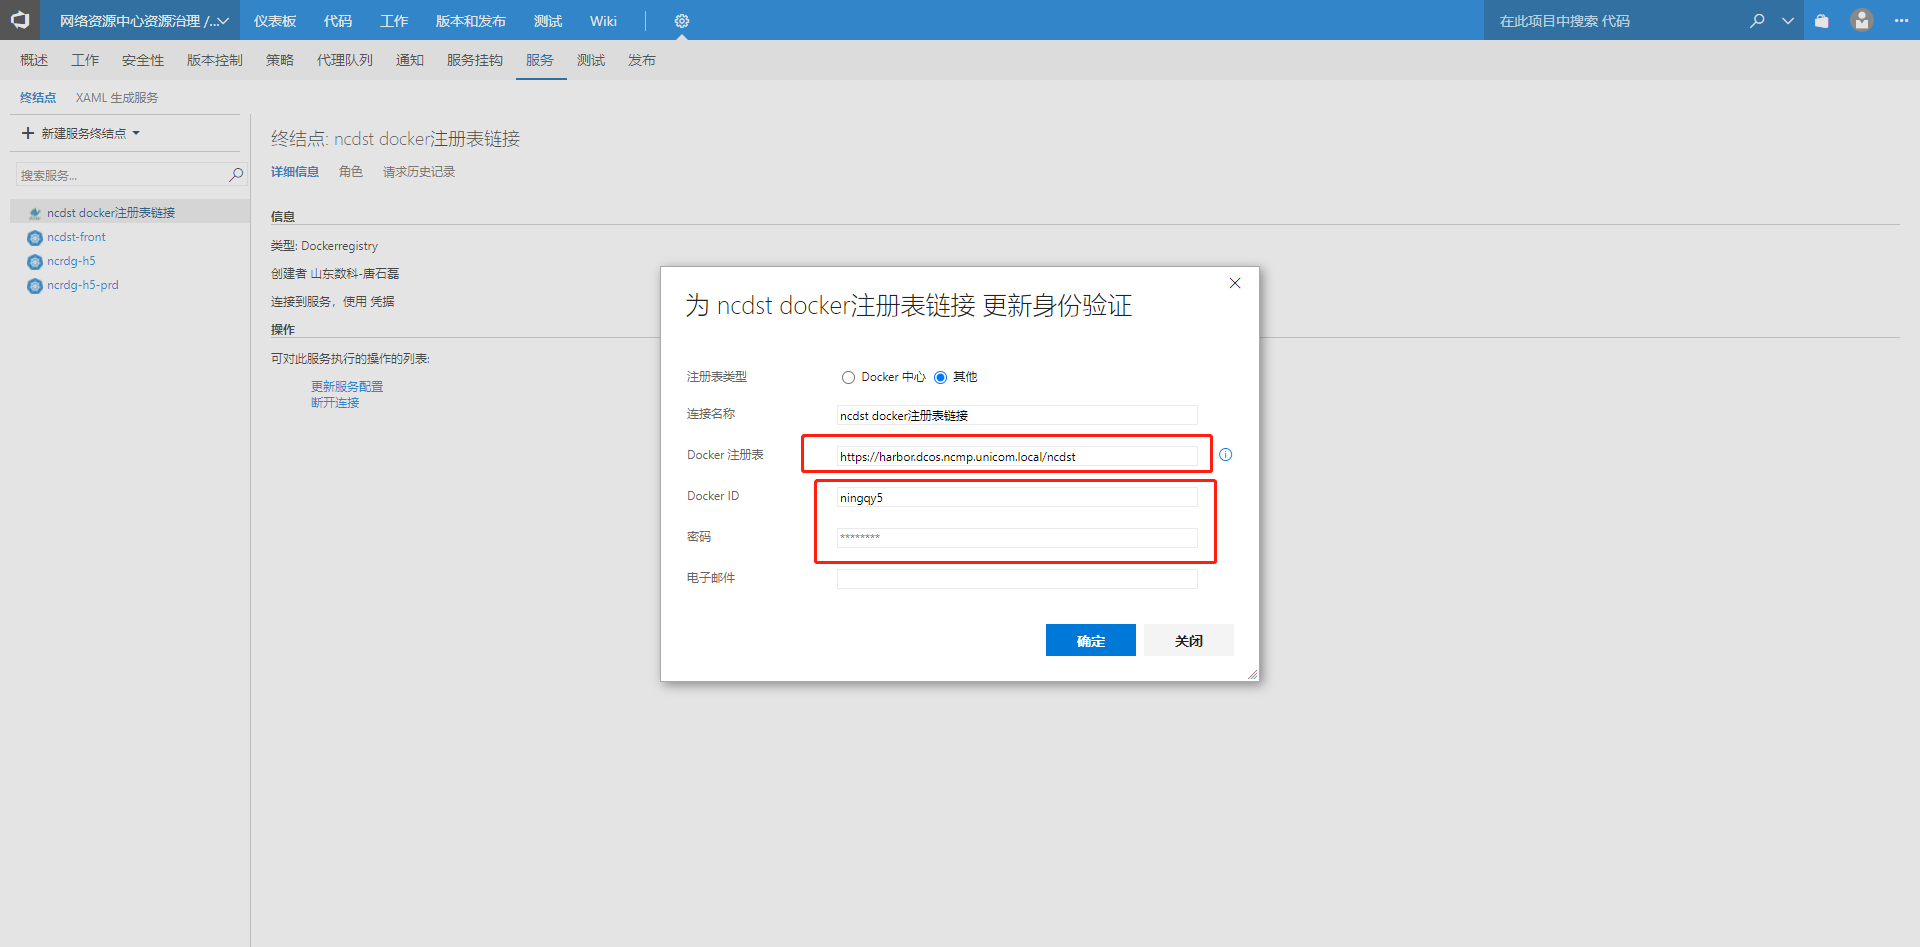 网络资源中心资源治理 /...
仪表板
代码
工作
版本和发布
测试
Wiki
在此项目中搜索 代码
概述
工作
安全性
版本控制
策略
代理队列
通知
服务挂钩
服务
测试
发布
终结点
XAML 生成服务
新建服务终结点
搜索服务...
ncdst docker注册表链接
ncdst-front
ncrdg-h5
ncrdg-h5-prd
终结点: ncdst docker注册表链接
详细信息
角色
请求历史记录
信息
类型: Dockerregistry
创建者 山东数科-唐石磊
连接到服务，使用 凭据
操作
可对此服务执行的操作的列表:
更新服务配置
断开连接
为 ncdst docker注册表链接 更新身份验证
注册表类型
Docker 中心
其他
连接名称
ncdst docker注册表链接
Docker 注册表
https://harbor.dcos.ncmp.unicom.local/ncdst
Docker ID
ningqy5
密码
********
电子邮件
确定
关闭